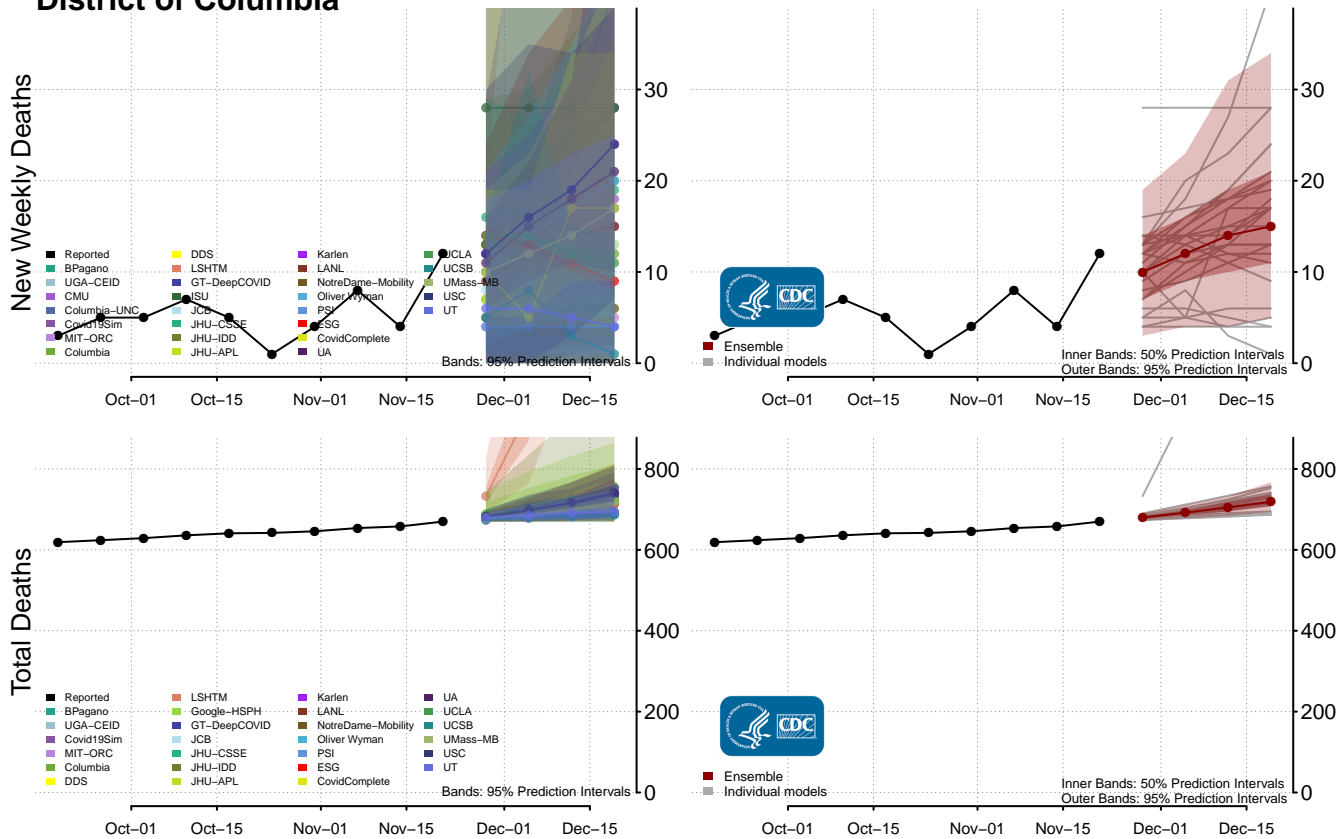 District of Columbia
New Weekly Deaths
Reported
BPagano
UGA−CEID
CMU
Columbia−UNC
Covid19Sim
MIT−ORC
Columbia
DDS
LSHTM
GT−DeepCOVID
ISU
JCB
JHU−CSSE
JHU−IDD
JHU−APL
Karlen
LANL
NotreDame−Mobility
Oliver Wyman
PSI
ESG
CovidComplete
UA
UCLA
UCSB
UMass−MB
USC
UT
Bands: 95% Prediction Intervals
30
20
10
0
Oct−01 Oct−15 Nov−01 Nov−15 Dec−01 Dec−15
CDC
Ensemble
Individual models
Inner Bands: 50% Prediction Intervals
Outer Bands: 95% Prediction Intervals
30
20
10
0
Oct−01 Oct−15 Nov−01 Nov−15 Dec−01 Dec−15
Total Deaths
Reported
BPagano
UGA−CEID
Covid19Sim
MIT−ORC
Columbia
DDS
LSHTM
Google−HSPH
GT−DeepCOVID
JCB
JHU−CSSE
JHU−IDD
JHU−APL
Karlen
LANL
NotreDame−Mobility
Oliver Wyman
PSI
ESG
CovidComplete
UA
UCLA
UCSB
UMass−MB
USC
UT
Bands: 95% Prediction Intervals
800
600
400
200
0
Oct−01 Oct−15 Nov−01 Nov−15 Dec−01 Dec−15
CDC
Ensemble
Individual models
Inner Bands: 50% Prediction Intervals
Outer Bands: 95% Prediction Intervals
800
600
400
200
0
Oct−01 Oct−15 Nov−01 Nov−15 Dec−01 Dec−15